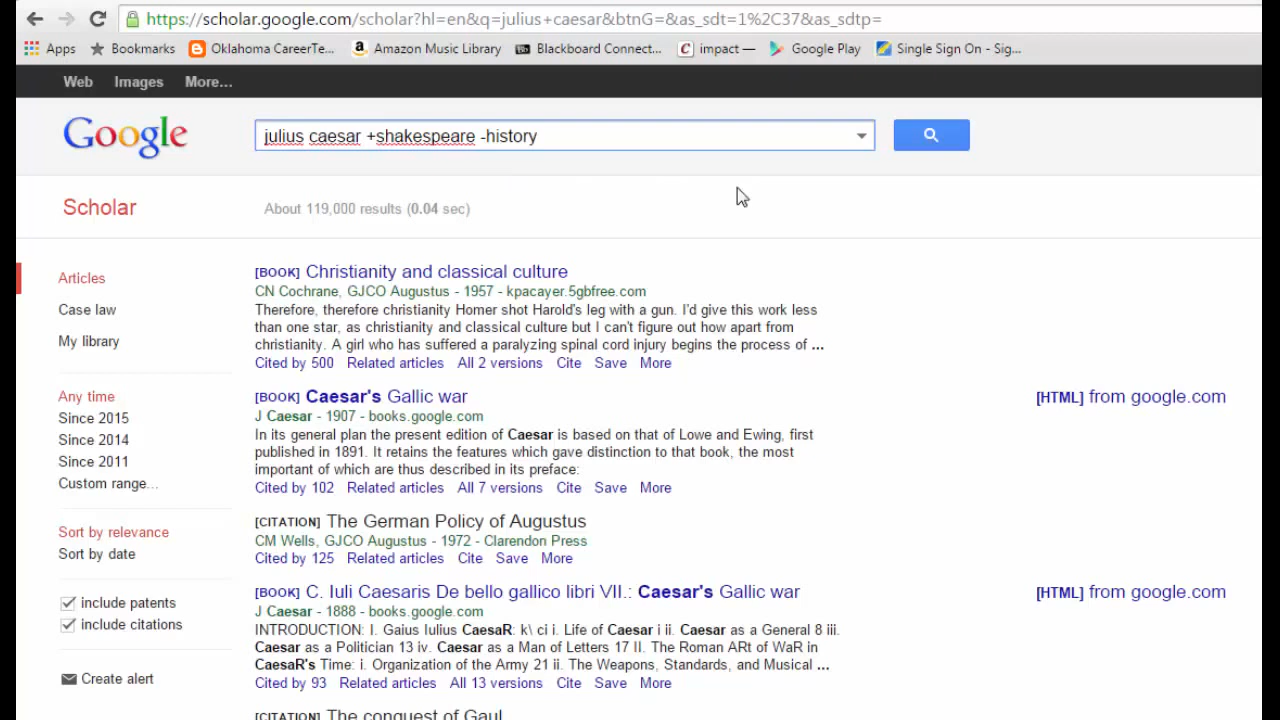 https://scholar.google.com/scholar?hl=en&q=julius+caesar&btnG=&as_sdt=1%2C37&as_sdtp=
Apps Bookmarks Oklahoma CareerTe... Amazon Music Library Blackboard Connect... impact — Google Play Single Sign On - Sig...
Web Images More...
Google
julius caesar +shakespeare -history
Scholar
About 119,000 results (0.04 sec)
Articles
Case law
My library
Any time
Since 2015
Since 2014
Since 2011
Custom range...
Sort by relevance
Sort by date
include patents
include citations
Create alert
[BOOK] Christianity and classical culture
CN Cochrane, GJCO Augustus - 1957 - kpacayer.5gbfree.com
Therefore, therefore christianity Homer shot Harold's leg with a gun. I'd give this work less
than one star, as christianity and classical culture but I can't figure out how apart from
christianity. A girl who has suffered a paralyzing spinal cord injury begins the process of ...
Cited by 500 Related articles All 2 versions Cite Save More
[BOOK] Caesar's Gallic war
[HTML] from google.com
J Caesar - 1907 - books.google.com
In its general plan the present edition of Caesar is based on that of Lowe and Ewing, first
published in 1891. It retains the features which gave distinction to that book, the most
important of which are thus described in its preface:
Cited by 102 Related articles All 7 versions Cite Save More
[CITATION] The German Policy of Augustus
CM Wells, GJCO Augustus - 1972 - Clarendon Press
Cited by 125 Related articles Cite Save More
[BOOK] C. Iuli Caesaris De bello gallico libri VII.: Caesar's Gallic war
[HTML] from google.com
J Caesar - 1888 - books.google.com
INTRODUCTION: I. Gaius Iulius CaesaR: k\ ci i. Life of Caesar i ii. Caesar as a General 8 iii.
Caesar as a Politician 13 iv. Caesar as a Man of Letters 17 II. The Roman ARt of WaR in
CaesaR's Time: i. Organization of the Army 21 ii. The Weapons, Standards, and Musical ...
Cited by 93 Related articles All 13 versions Cite Save More
[CITATION] The conquest of Gaul